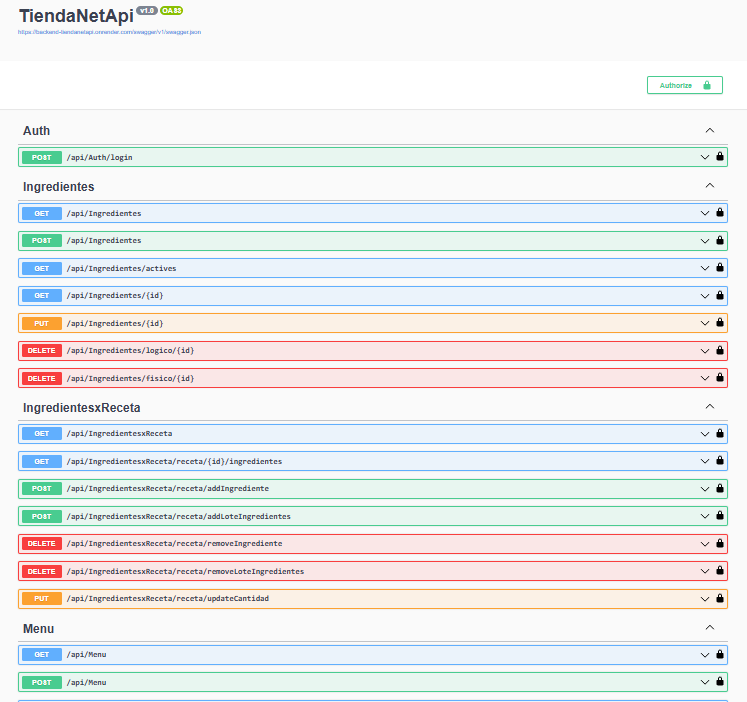 TiendaNetApi v1.0 OAS3
https://backend-tiendanetapi.onrender.com/swagger/v1/swagger.json
Authorize
Auth
POST /api/Auth/login
Ingredientes
GET /api/Ingredientes
POST /api/Ingredientes
GET /api/Ingredientes/actives
GET /api/Ingredientes/{id}
PUT /api/Ingredientes/{id}
DELETE /api/Ingredientes/logico/{id}
DELETE /api/Ingredientes/fisico/{id}
IngredientesxReceta
GET /api/IngredientesxReceta
GET /api/IngredientesxReceta/receta/{id}/ingredientes
POST /api/IngredientesxReceta/receta/addIngrediente
POST /api/IngredientesxReceta/receta/addLoteIngredientes
DELETE /api/IngredientesxReceta/receta/removeIngrediente
DELETE /api/IngredientesxReceta/receta/removeLoteIngredientes
PUT /api/IngredientesxReceta/receta/updateCantidad
Menu
GET /api/Menu
POST /api/Menu